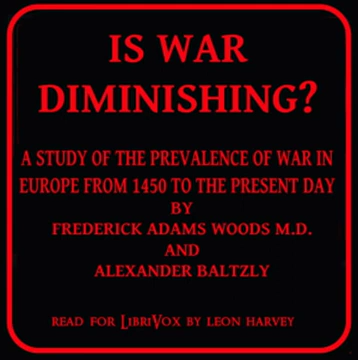 IS WAR
DIMINISHING?
A STUDY OF THE PREVALENCE OF WAR IN
EUROPE FROM 1450 TO THE PRESENT DAY
BY
FREDERICK ADAMS WOODS M.D.
AND
ALEXANDER BALTZLY
READ FOR LIBRIVOX BY LEON HARVEY